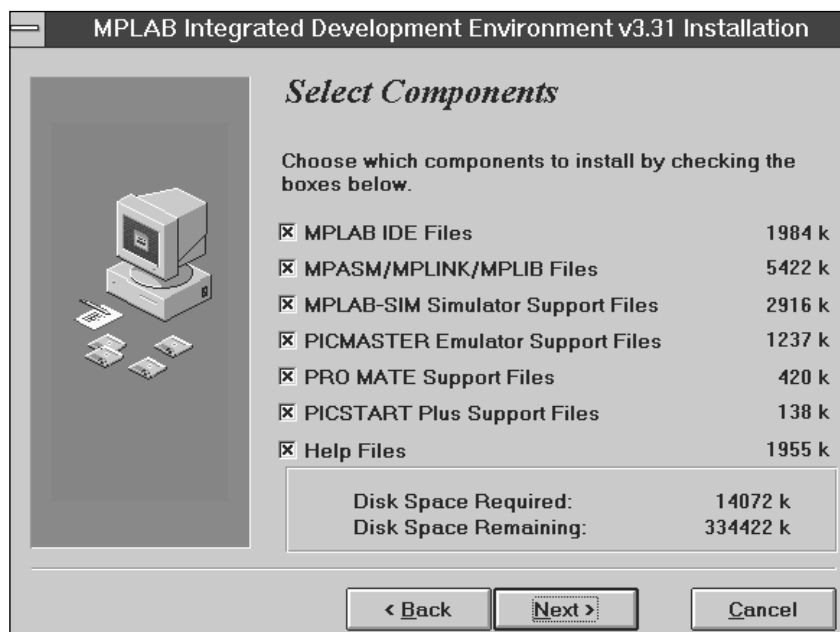 MPLAB Integrated Development Environment v3.31 Installation
Select Components
Choose which components to install by checking the
boxes below.
MPLAB IDE Files 1984 k
MPASM/MPLINK/MPLIB Files 5422 k
MPLAB-SIM Simulator Support Files 2916 k
PICMASTER Emulator Support Files 1237 k
PRO MATE Support Files 420 k
PICSTART Plus Support Files 138 k
Help Files 1955 k
Disk Space Required: 14072 k
Disk Space Remaining: 334422 k
< Back Next > Cancel